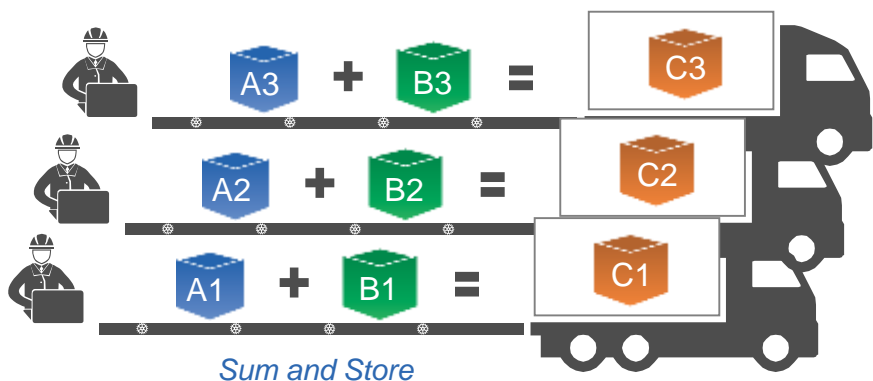 A3 + B3 = C3
A2 + B2 = C2
A1 + B1 = C1
Sum and Store